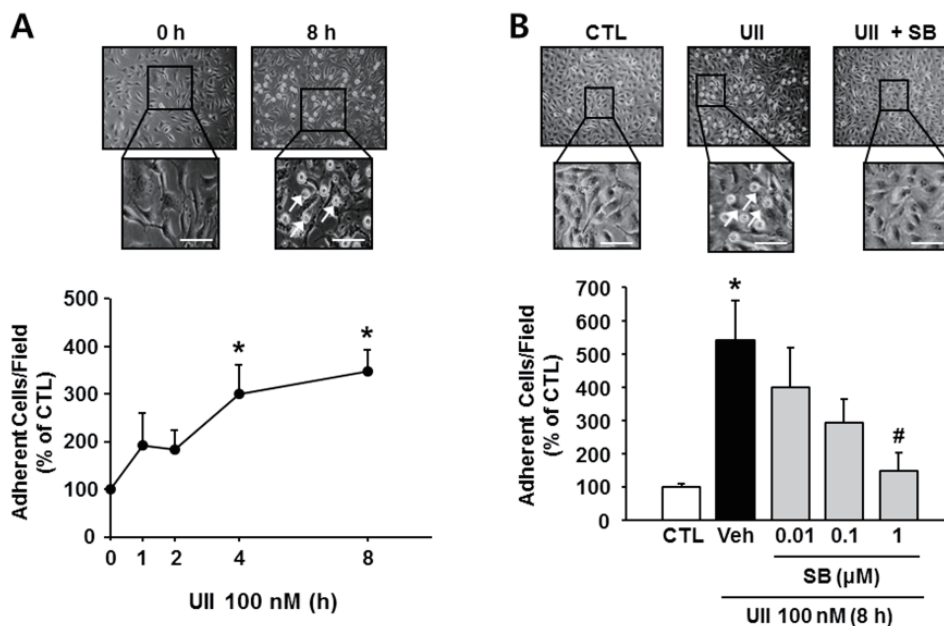 A
0 h
8 h
500
400
300
200
100
0
Adherent Cells/Field
(% of CTL)
*
*
0
1
2
4
8
UII 100 nM (h)
B
CTL
UII
UII + SB
700
600
500
400
300
200
100
0
Adherent Cells/Field
(% of CTL)
*
#
CTL
Veh
0.01
0.1
1
SB (µM)
UII 100 nM (8 h)